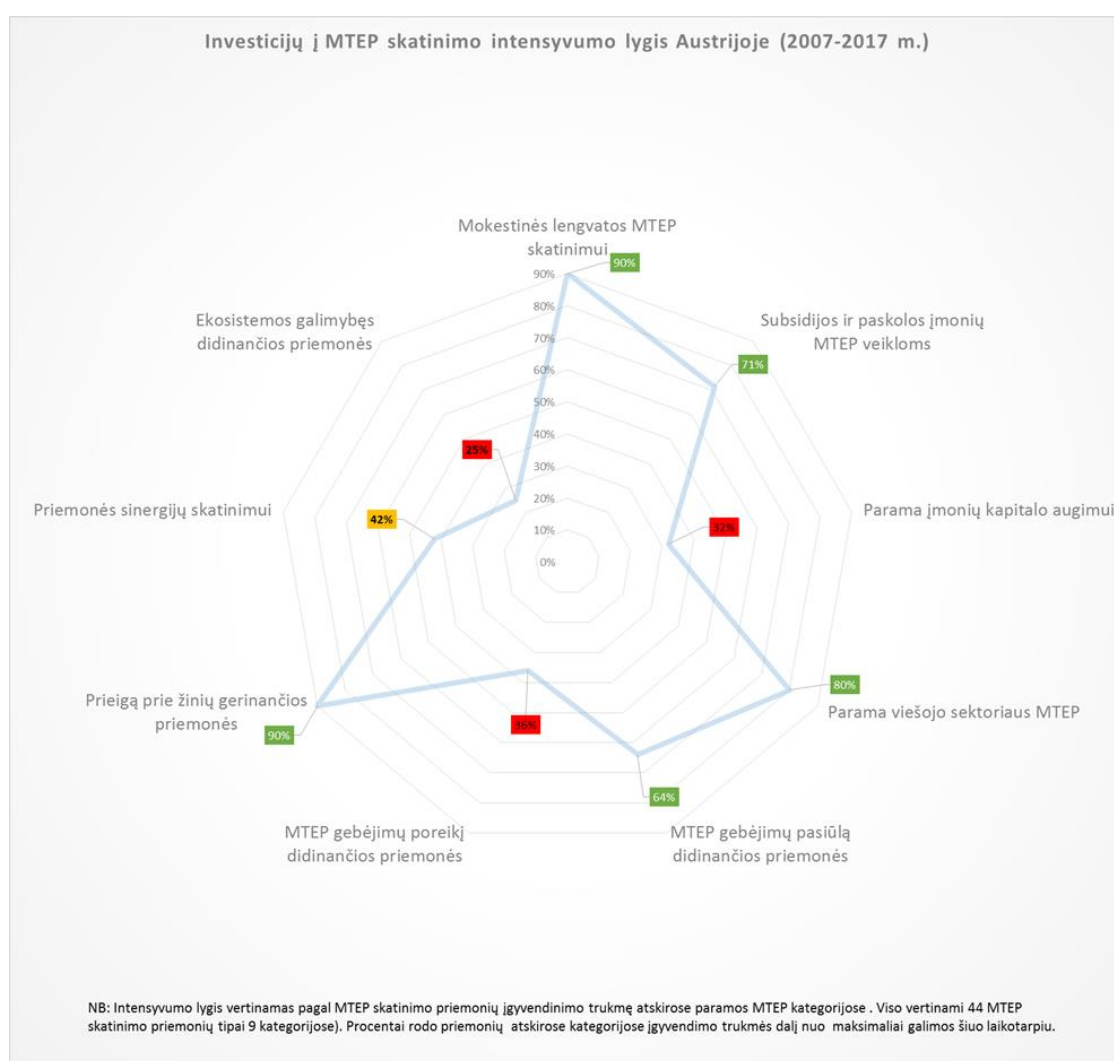 Investicijų į MTEP skatinimo intensyvumo lygis Austrijoje (2007-2017 m.)
Mokestinės lengvatos MTEP
skatinimui
90%
90%
80%
70%
60%
50%
40%
30%
20%
10%
0%
Subsidijos ir paskolos įmonių
MTEP veikloms
71%
Parama įmonių kapitalo augimui
32%
80%
Parama viešojo sektoriaus MTEP
64%
MTEP gebėjimų pasiūlą
didinančios priemonės
36%
MTEP gebėjimų poreikį
didinančios priemonės
Prieigą prie žinių gerinančios
priemonės
90%
Priemonės sinergijų skatinimui
42%
Ekosistemos galimybęs
didinančios priemonės
25%
NB: Intensyvumo lygis vertinamas pagal MTEP skatinimo priemonių įgyvendinimo trukmę atskirose paramos MTEP kategorijose . Viso vertinami 44 MTEP
skatinimo priemonių tipai 9 kategorijose). Procentai rodo priemonių atskirose kategorijose įgyvendimo trukmės dalį nuo maksimaliai galimos šiuo laikotarpiu.